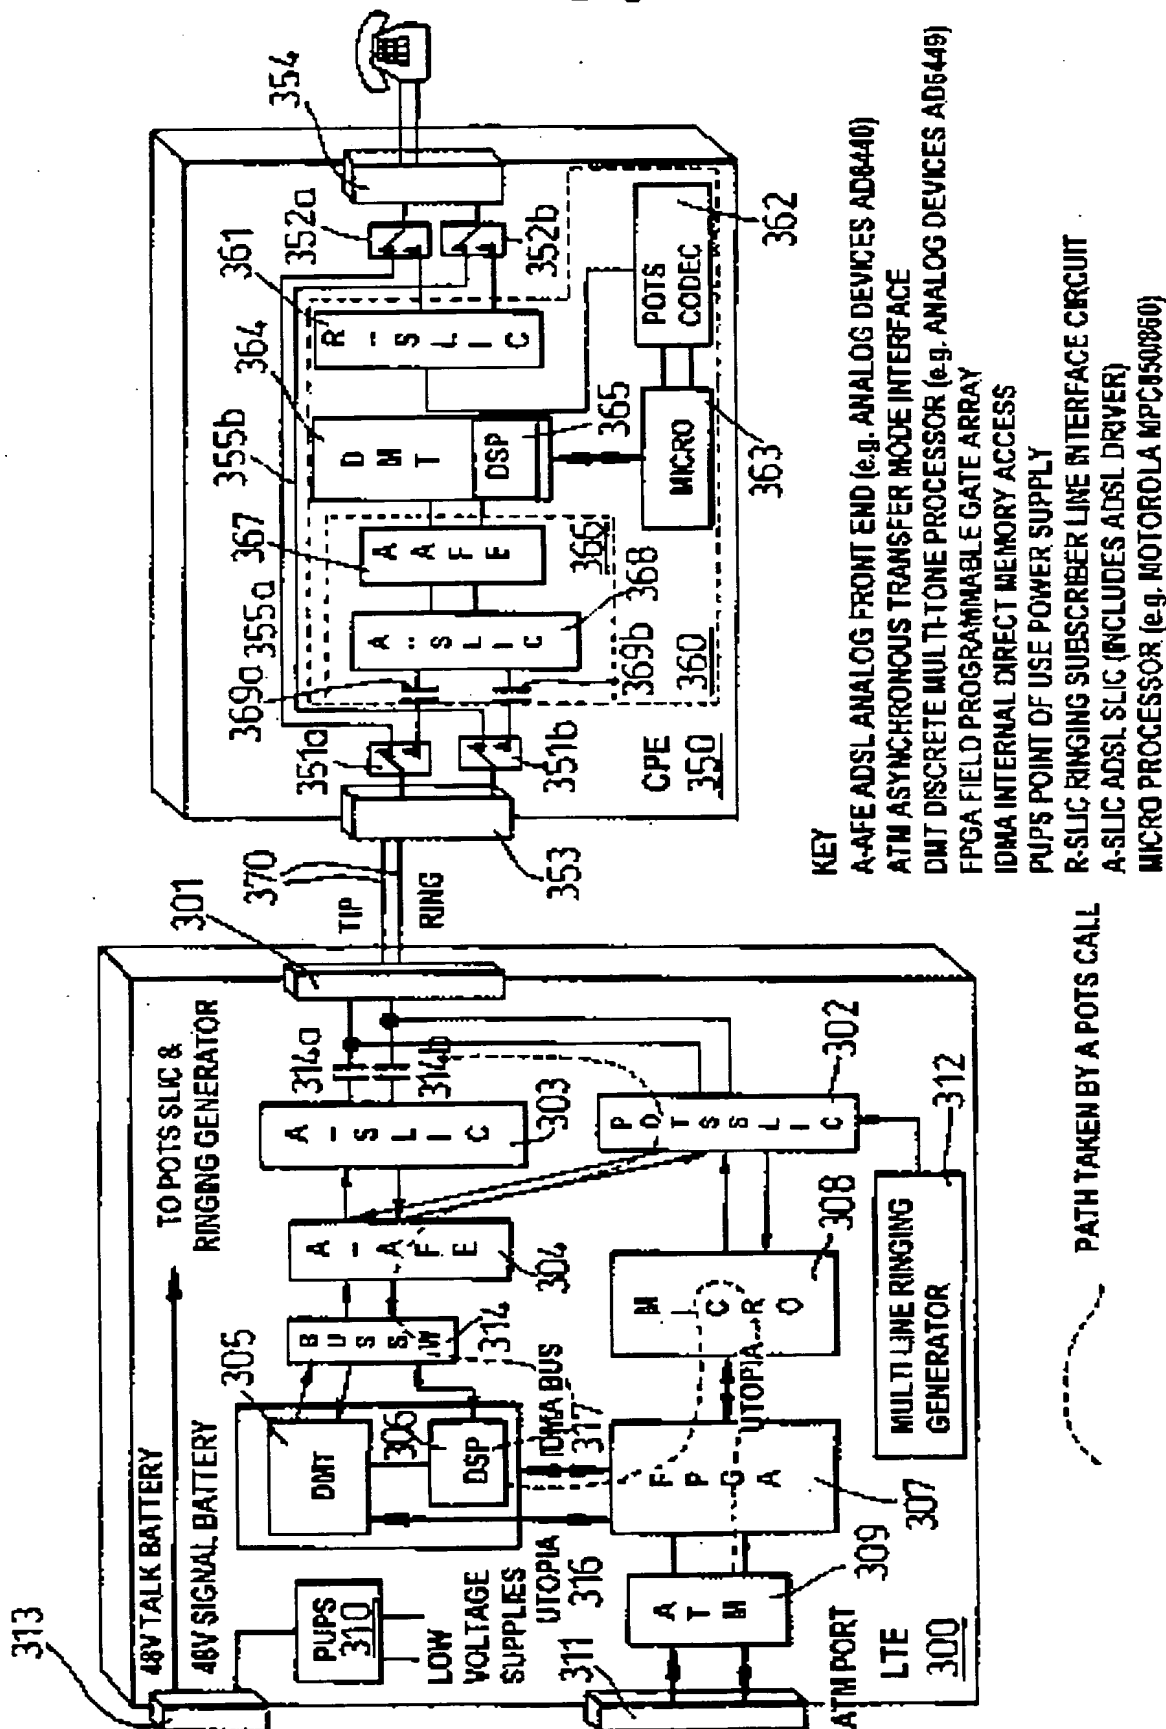 313
48V TALK BATTERY
48V SIGNAL BATTERY
TO POTS SLIC &
RINGING GENERATOR
PUPS
310
LOW
VOLTAGE
SUPPLIES
305
DMT
306
DSP
BUS SW
314
A-AFE
304
A-SLIC
303
314a
314b
301
TIP
RING
370
UTOPIA
316
IDMA BUS
317
FPGA
307
UTOPIA
MICRO
308
POTS SLIC
302
312
MULTI LINE RINGING
GENERATOR
ATM
309
311
ATM PORT
LTE
300
353
351a
351b
369a
369b
355a
355b
367
364
361
352a
352b
354
A-SLIC
368
A-AFE
366
DMT
DSP
365
R-SLIC
MICRO
363
POTS
CODEC
362
360
CPE
350
PATH TAKEN BY A POTS CALL
KEY
A-AFE ADSL ANALOG FRONT END (e.g. ANALOG DEVICES AD6440)
ATM ASYNCHRONOUS TRANSFER MODE INTERFACE
DMT DISCRETE MULTI-TONE PROCESSOR (e.g. ANALOG DEVICES AD6449)
FPGA FIELD PROGRAMMABLE GATE ARRAY
IDMA INTERNAL DIRECT MEMORY ACCESS
PUPS POINT OF USE POWER SUPPLY
R-SLIC RINGING SUBSCRIBER LINE INTERFACE CIRCUIT
A-SLIC ADSL SLIC (INCLUDES ADSL DRIVER)
MICRO PROCESSOR (e.g. MOTOROLA MPC850/860)